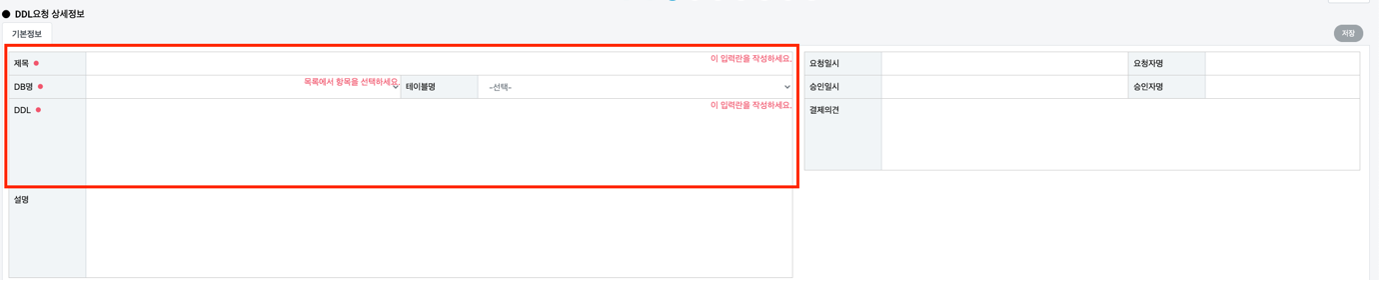 DDL요청 상세정보
기본정보
저장
제목
이 입력란을 작성하세요.
DB명
목록에서 항목을 선택하세요.
테이블명
-선택-
DDL
이 입력란을 작성하세요.
설명
요청일시
요청자명
승인일시
승인자명
결제의견